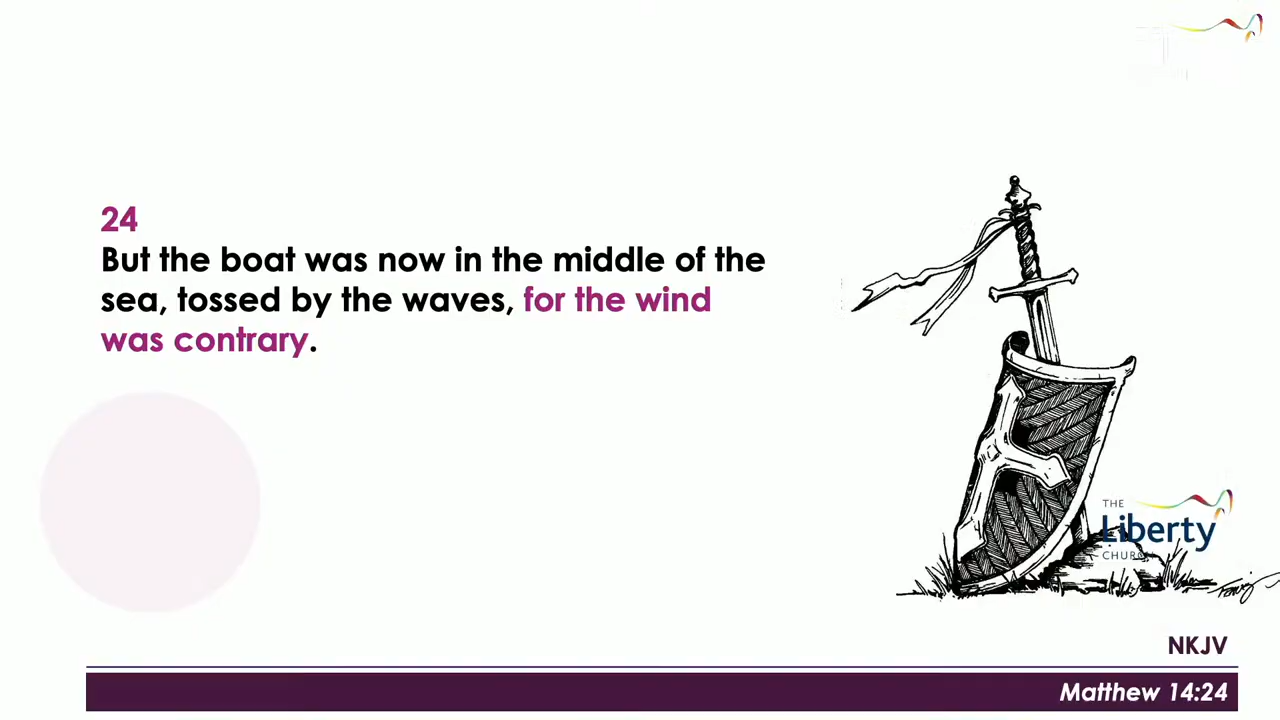 24
But the boat was now in the middle of the
sea, tossed by the waves, for the wind
was contrary.
THE
Liberty
CHURCH
NKJV
Matthew 14:24